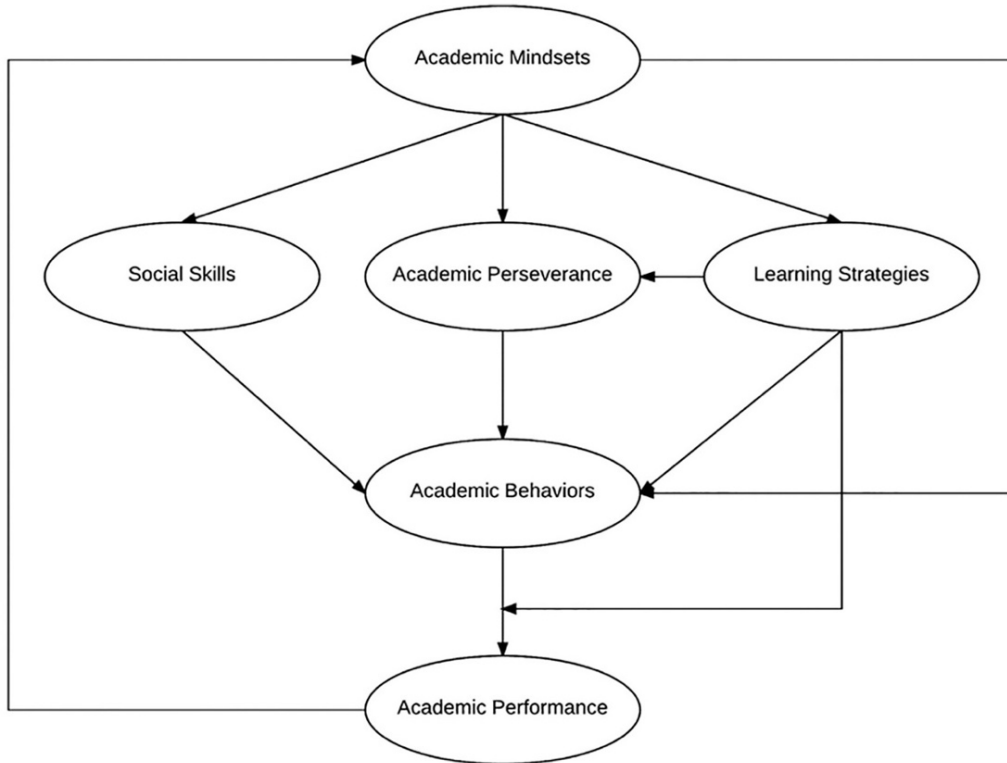 Academic Mindsets
Social Skills
Academic Perseverance
Learning Strategies
Academic Behaviors
Academic Performance